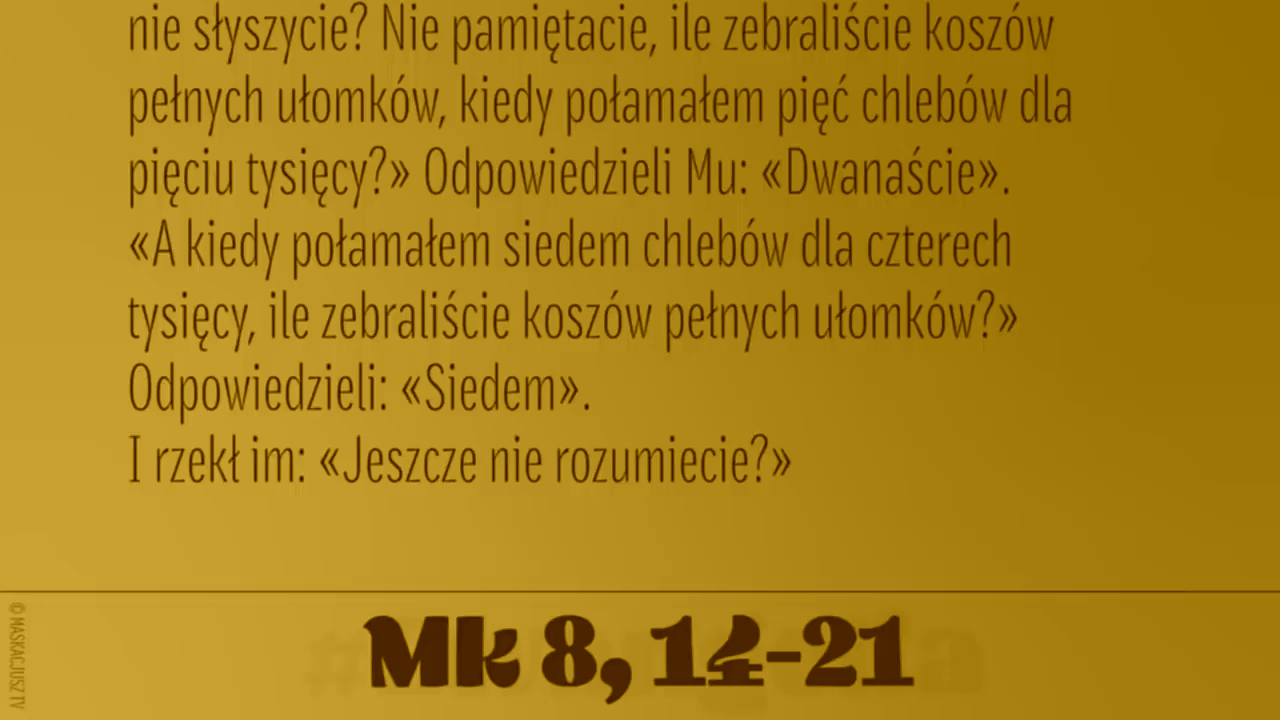 nie słyszycie? Nie pamiętacie, ile zebraliście koszów
pełnych ułomków, kiedy połamałem pięć chlebów dla
pięciu tysięcy?» Odpowiedzieli Mu: «Dwanaście».
«A kiedy połamałem siedem chlebów dla czterech
tysięcy, ile zebraliście koszów pełnych ułomków?»
Odpowiedzieli: «Siedem».
I rzekł im: «Jeszcze nie rozumiecie?»
Mk 8, 14-21
© MASKACJUSZ TV